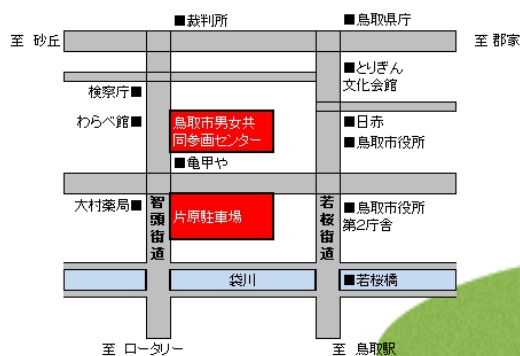 ■裁判所
■鳥取県庁
至 砂丘
至 郡家
■とりぎん
文化会館
検察庁■
わらべ館■
鳥取市男女共
同参画センター
■日赤
■鳥取市役所
■亀甲や
大村薬局■
智頭街道
片原駐車場
若桜街道
■鳥取市役所
第2庁舎
袋川
■若桜橋
至 ロータリー
至 鳥取駅